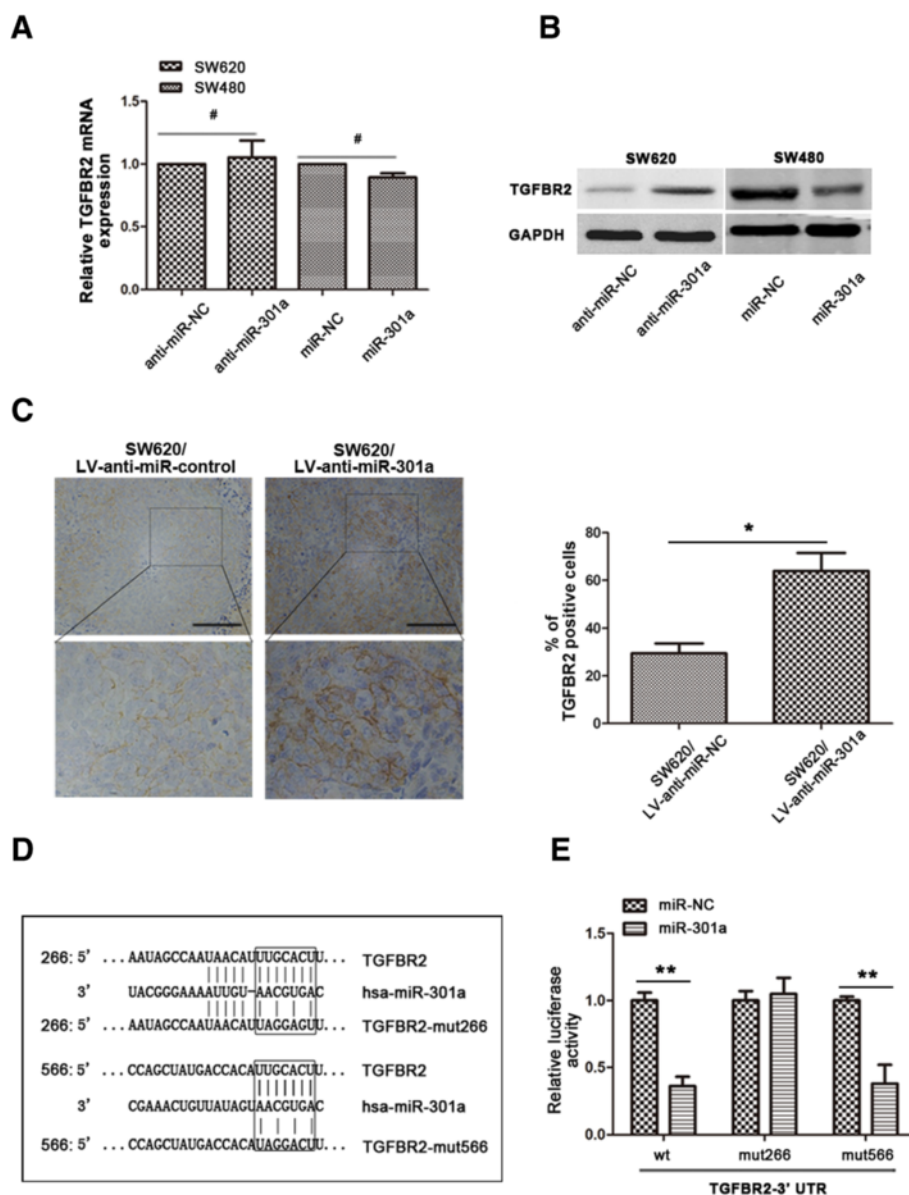 A
SW620
SW480
Relative TGFBR2 mRNA
expression
1.5
1.0
0.5
0.0
#
#
anti-miR-NC
anti-miR-301a
miR-NC
miR-301a
B
SW620 SW480
TGFBR2
GAPDH
anti-miR-NC
anti-miR-301a
miR-NC
miR-301a
C
SW620/
LV-anti-miR-control
SW620/
LV-anti-miR-301a
% of
TGFBR2 positive cells
80
60
40
20
0
*
SW620/
LV-anti-miR-NC
SW620/
LV-anti-miR-301a
D
266: 5' ...AAUAGCCAAUAACAUUUGCACUU... TGFBR2
3' UACGGGAAAAUUGU-AACGUGAC hsa-miR-301a
266: 5' ...AAUAGCCAAUAACAUUAGGAGUU... TGFBR2-mut266
566: 5' ...CCAGCUAUGACCACAUUGCACUU... TGFBR2
3' CGAAACUGUUAUAGUAACGUGAC hsa-miR-301a
566: 5' ...CCAGCUAUGACCACAUAGGACUU... TGFBR2-mut566
E
miR-NC
miR-301a
Relative luciferase
activity
1.5
1.0
0.5
0.0
**
**
wt mut266 mut566
TGFBR2-3' UTR